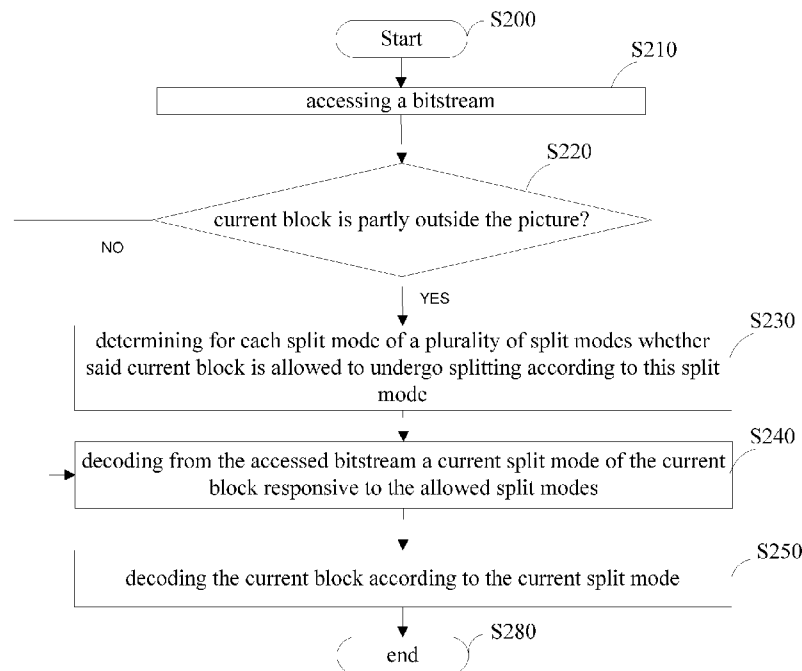 S200
Start
S210
accessing a bitstream
S220
current block is partly outside the picture?
NO
YES
S230
determining for each split mode of a plurality of split modes whether
said current block is allowed to undergo splitting according to this split
mode
S240
decoding from the accessed bitstream a current split mode of the current
block responsive to the allowed split modes
S250
decoding the current block according to the current split mode
S280
end